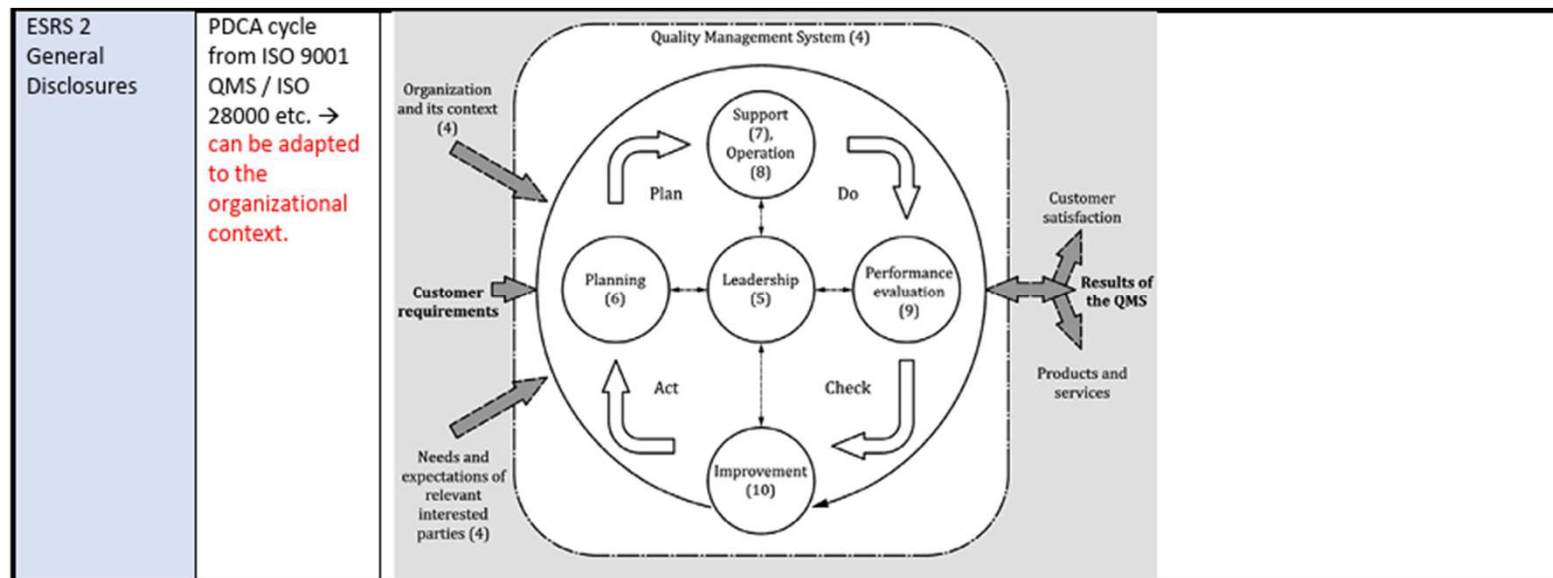 ESRS 2
General
Disclosures
PDCA cycle
from ISO 9001
QMS / ISO
28000 etc. →
can be adapted
to the
organizational
context.
Quality Management System (4)
Organization
and its context
(4)
Support
(7),
Operation
(8)
Plan
Do
Customer
satisfaction
Customer
requirements
Planning
(6)
Leadership
(5)
Performance
evaluation
(9)
Results of
the QMS
Act
Check
Products and
services
Needs and
expectations of
relevant
interested
parties (4)
Improvement
(10)